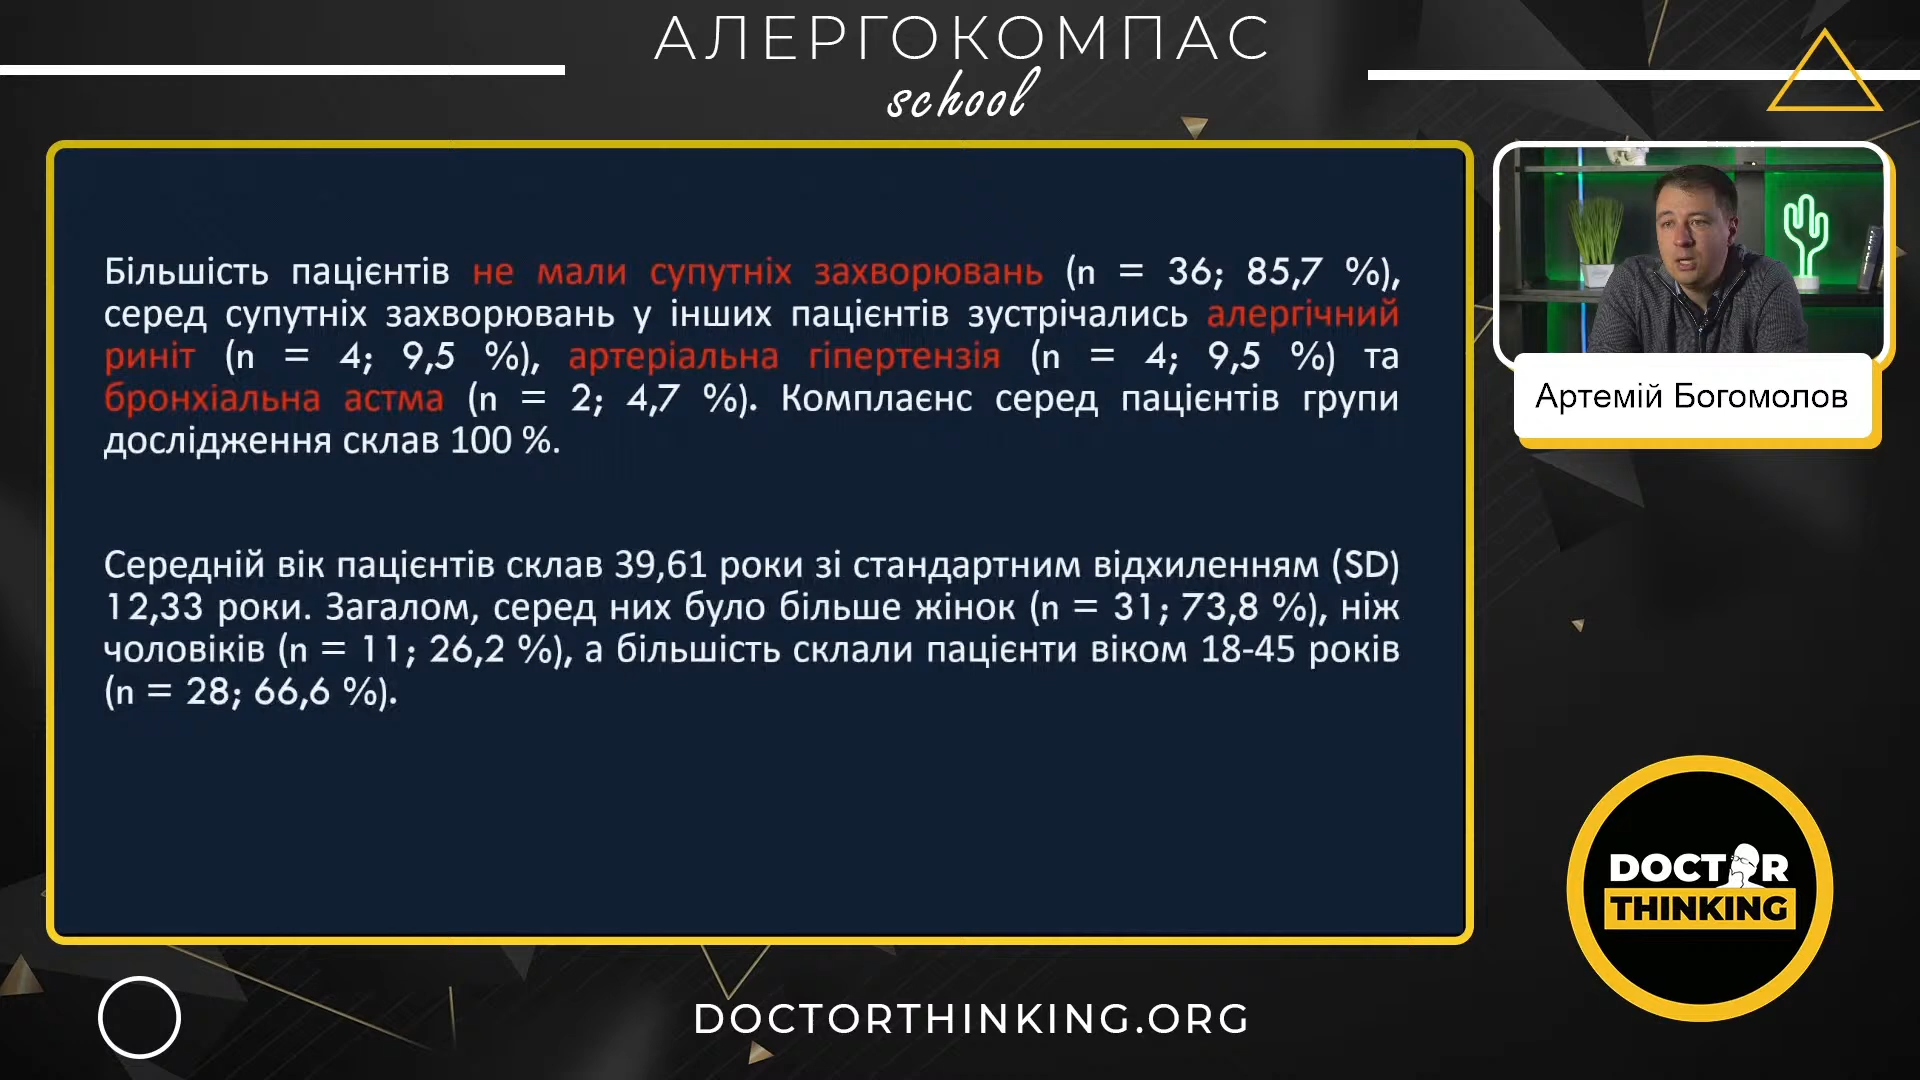 АЛЕРГОКОМПАС
school
Більшість пацієнтів не мали супутніх захворювань (n = 36; 85,7 %),
серед супутніх захворювань у інших пацієнтів зустрічались алергічний
риніт (n = 4; 9,5 %), артеріальна гіпертензія (n = 4; 9,5 %) та
бронхіальна астма (n = 2; 4,7 %). Комплаєнс серед пацієнтів групи
дослідження склав 100 %.
Середній вік пацієнтів склав 39,61 роки зі стандартним відхиленням (SD)
12,33 роки. Загалом, серед них було більше жінок (n = 31; 73,8 %), ніж
чоловіків (n = 11; 26,2 %), а більшість склали пацієнти віком 18-45 років
(n = 28; 66,6 %).
Артемій Богомолов
DOCTOR
THINKING
DOCTORTHINKING.ORG